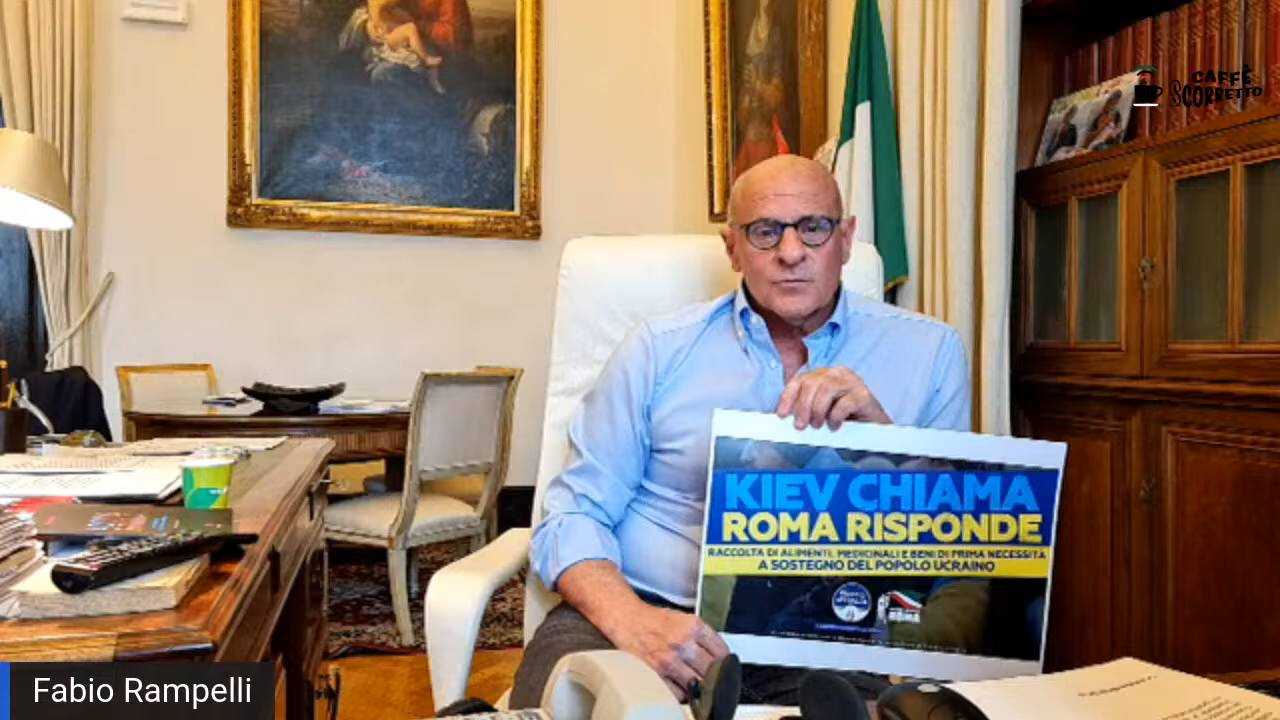 CAFFÈ
SCORRETTO
KIEV CHIAMA
ROMA RISPONDE
RACCOLTA DI ALIMENTI, MEDICINALI E BENI DI PRIMA NECESSITÀ
A SOSTEGNO DEL POPOLO UCRAINO
ROMA
Fabio Rampelli